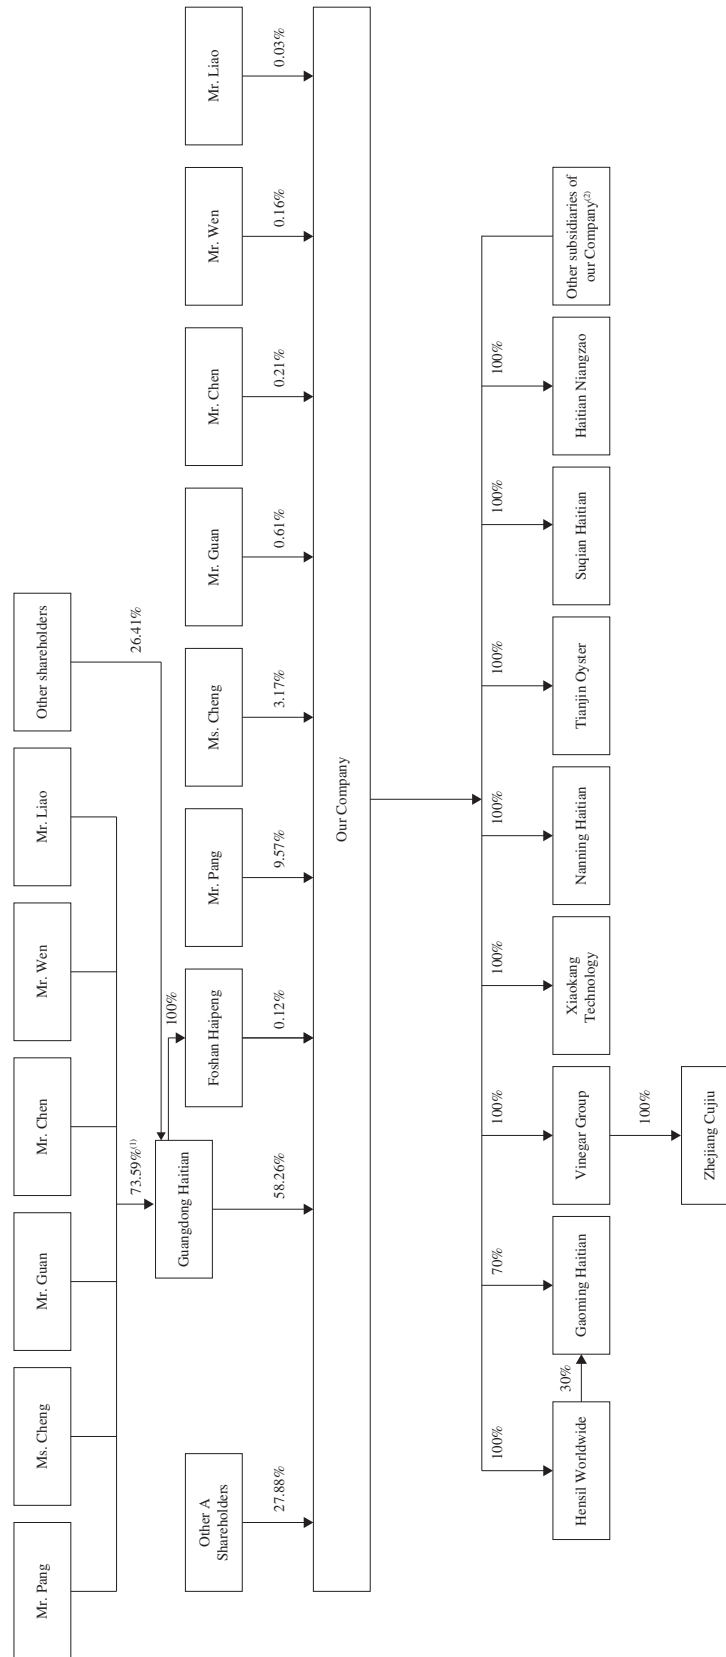 Mr. Pang
Ms. Cheng
Mr. Guan
Mr. Chen
Mr. Wen
Mr. Liao
Other shareholders
73.59%(1)
26.41%
Guangdong Haitian
100%
Other A
Shareholders
Foshan Haipeng
Mr. Pang
Ms. Cheng
Mr. Guan
Mr. Chen
Mr. Wen
Mr. Liao
27.88%
58.26%
0.12%
9.57%
3.17%
0.61%
0.21%
0.16%
0.03%
Our Company
100%
70%
100%
100%
100%
100%
100%
100%
Hensil Worldwide
30%
Gaoming Haitian
Vinegar Group
Xiaokang
Technology
Nanning Haitian
Tianjin Oyster
Suqian Haitian
Haitian Niangzao
Other subsidiaries of
our Company(2)
100%
Zhejiang Cujiu